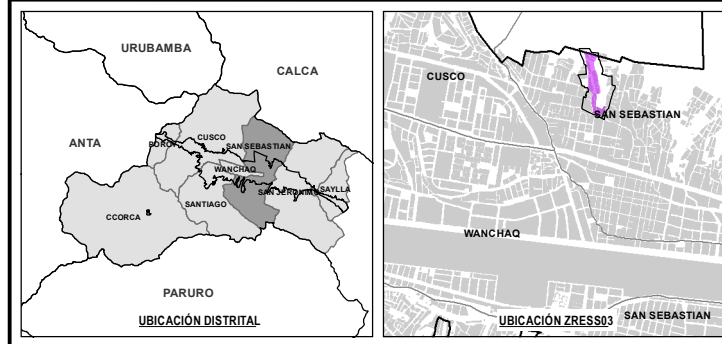 URUBAMBA
CALCA
ANTA
CUSCO
POROY
SAN SEBASTIAN
WANCHAQ
SAN JERONIMO
SAYLLA
CCORCA
SANTIAGO
PARURO
UBICACIÓN DISTRITAL
CUSCO
SAN SEBASTIAN
WANCHAQ
SAN SEBASTIAN
UBICACIÓN ZRESS03